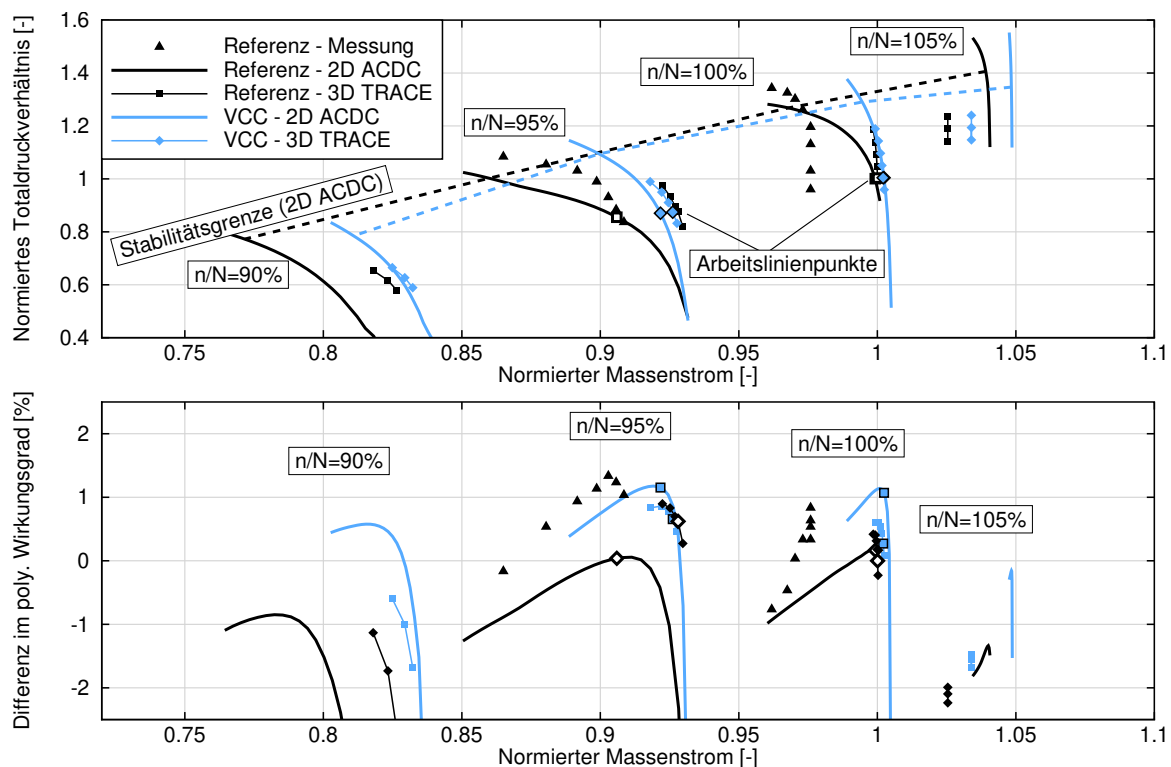 Normiertes Totaldruckverhältnis [-]
1.6
1.4
1.2
1
0.8
0.6
0.4
Referenz - Messung
Referenz - 2D ACDC
Referenz - 3D TRACE
VCC - 2D ACDC
VCC - 3D TRACE
n/N=105%
n/N=100%
n/N=95%
Stabilitätsgrenze (2D ACDC)
n/N=90%
Arbeitslinienpunkte
0.75
0.8
0.85
0.9
0.95
1
1.05
1.1
Normierter Massenstrom [-]
Differenz im poly. Wirkungsgrad [%]
2
1
0
-1
-2
n/N=95%
n/N=100%
n/N=90%
n/N=105%
0.75
0.8
0.85
0.9
0.95
1
1.05
1.1
Normierter Massenstrom [-]